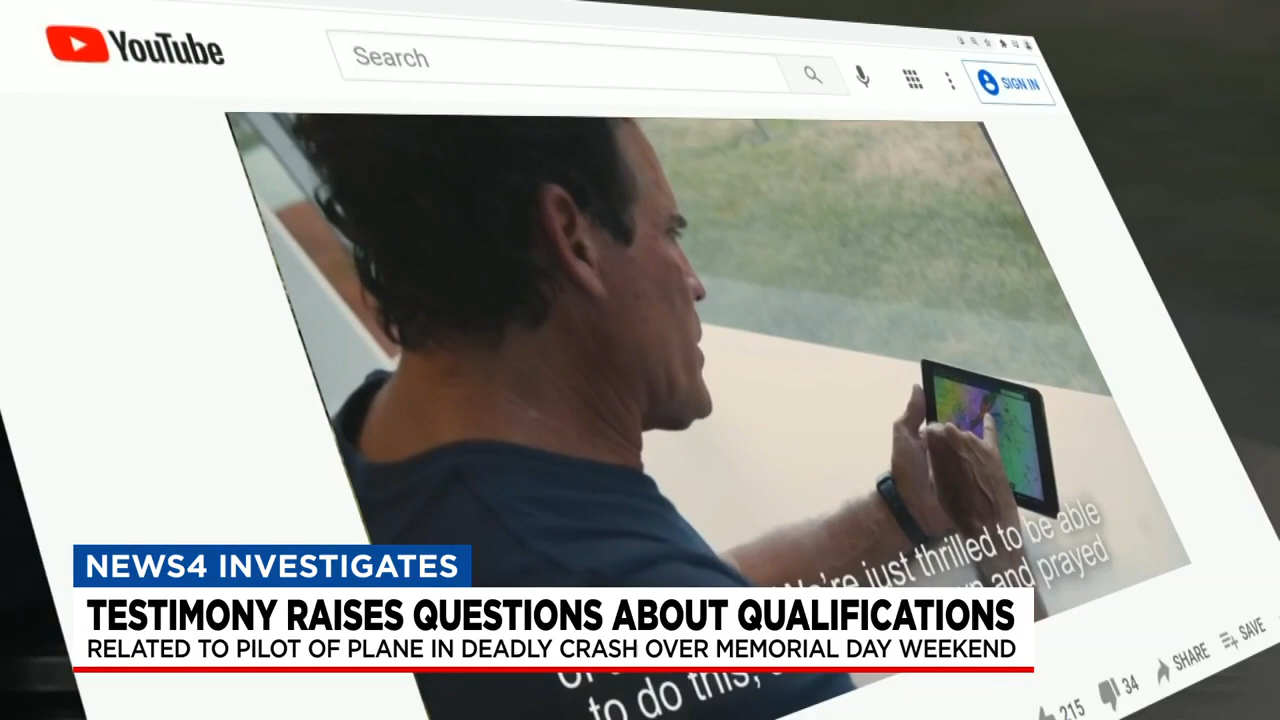 YouTube
Search
SIGN IN
We're just thrilled to be able
and prayed
NEWS4 INVESTIGATES
TESTIMONY RAISES QUESTIONS ABOUT QUALIFICATIONS
RELATED TO PILOT OF PLANE IN DEADLY CRASH OVER MEMORIAL DAY WEEKEND
to do this,
215 34 SHARE SAVE